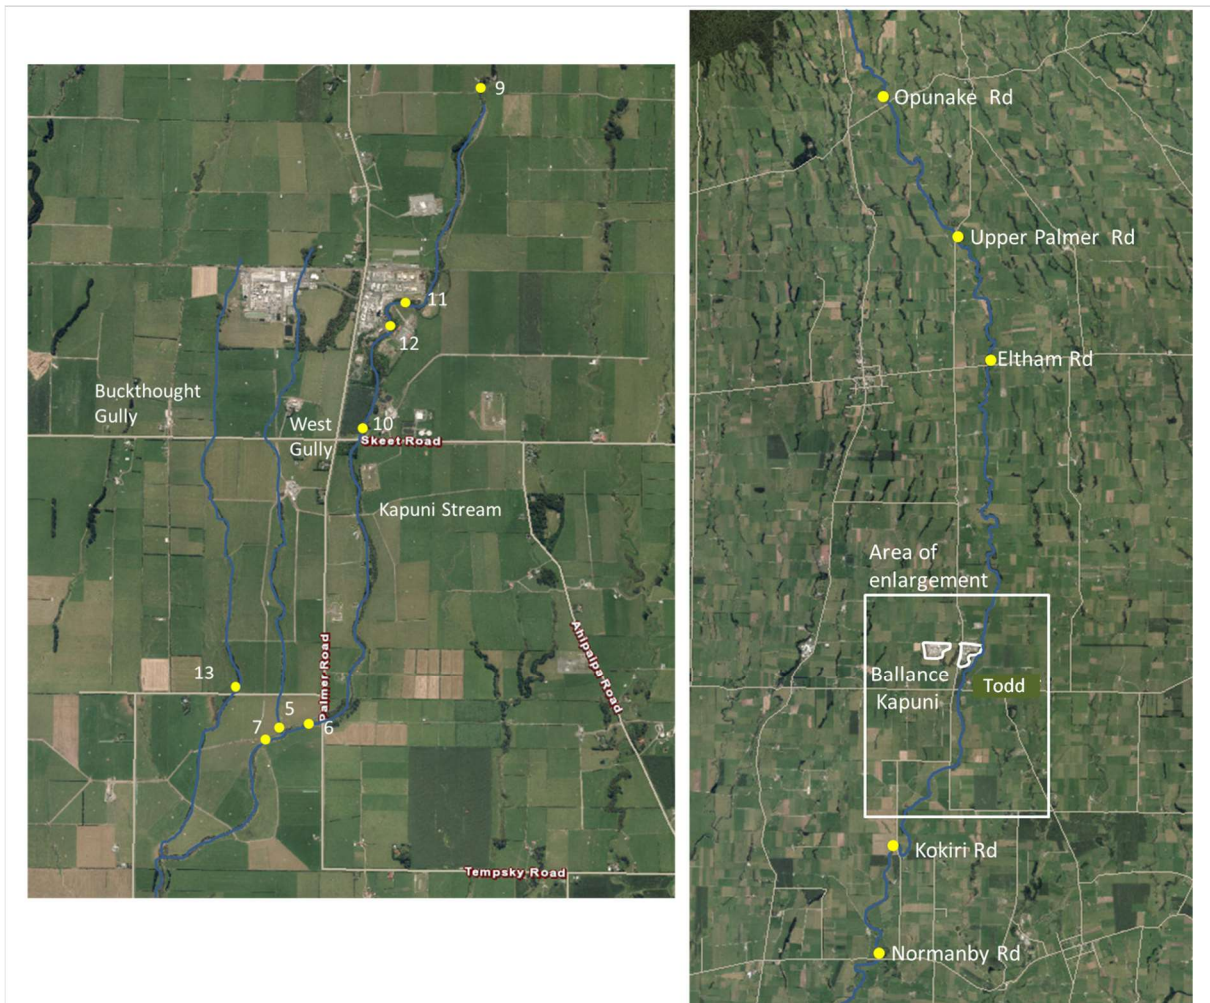 9
11
12
Buckthought
Gully
West
Gully
10
Skeet Road
Kapuni Stream
Palmer Road
Ahipaipa Road
13
5
7
6
Tempsky Road
Opunake Rd
Upper Palmer Rd
Eltham Rd
Area of
enlargement
Ballance
Kapuni
Todd
Kokiri Rd
Normanby Rd